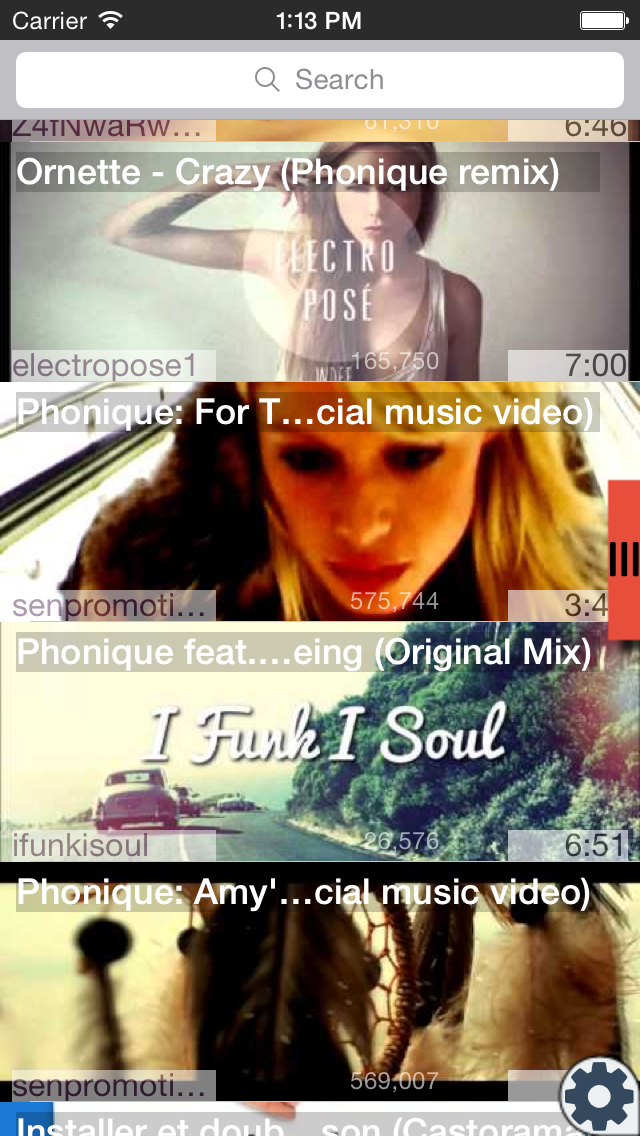 Carrier 1:13 PM
Search
Z4fNwaRw… 61,310 6:46
Ornette - Crazy (Phonique remix)
ELECTRO
POSÉ
electropose1 165,750 7:00
Phonique: For T…cial music video)
senpromoti… 575,744 3:4
Phonique feat.…eing (Original Mix)
I Funk I Soul
ifunkisoul 26,576 6:51
Phonique: Amy'…cial music video)
senpromoti… 569,007
Installer et doub…son (Castorama